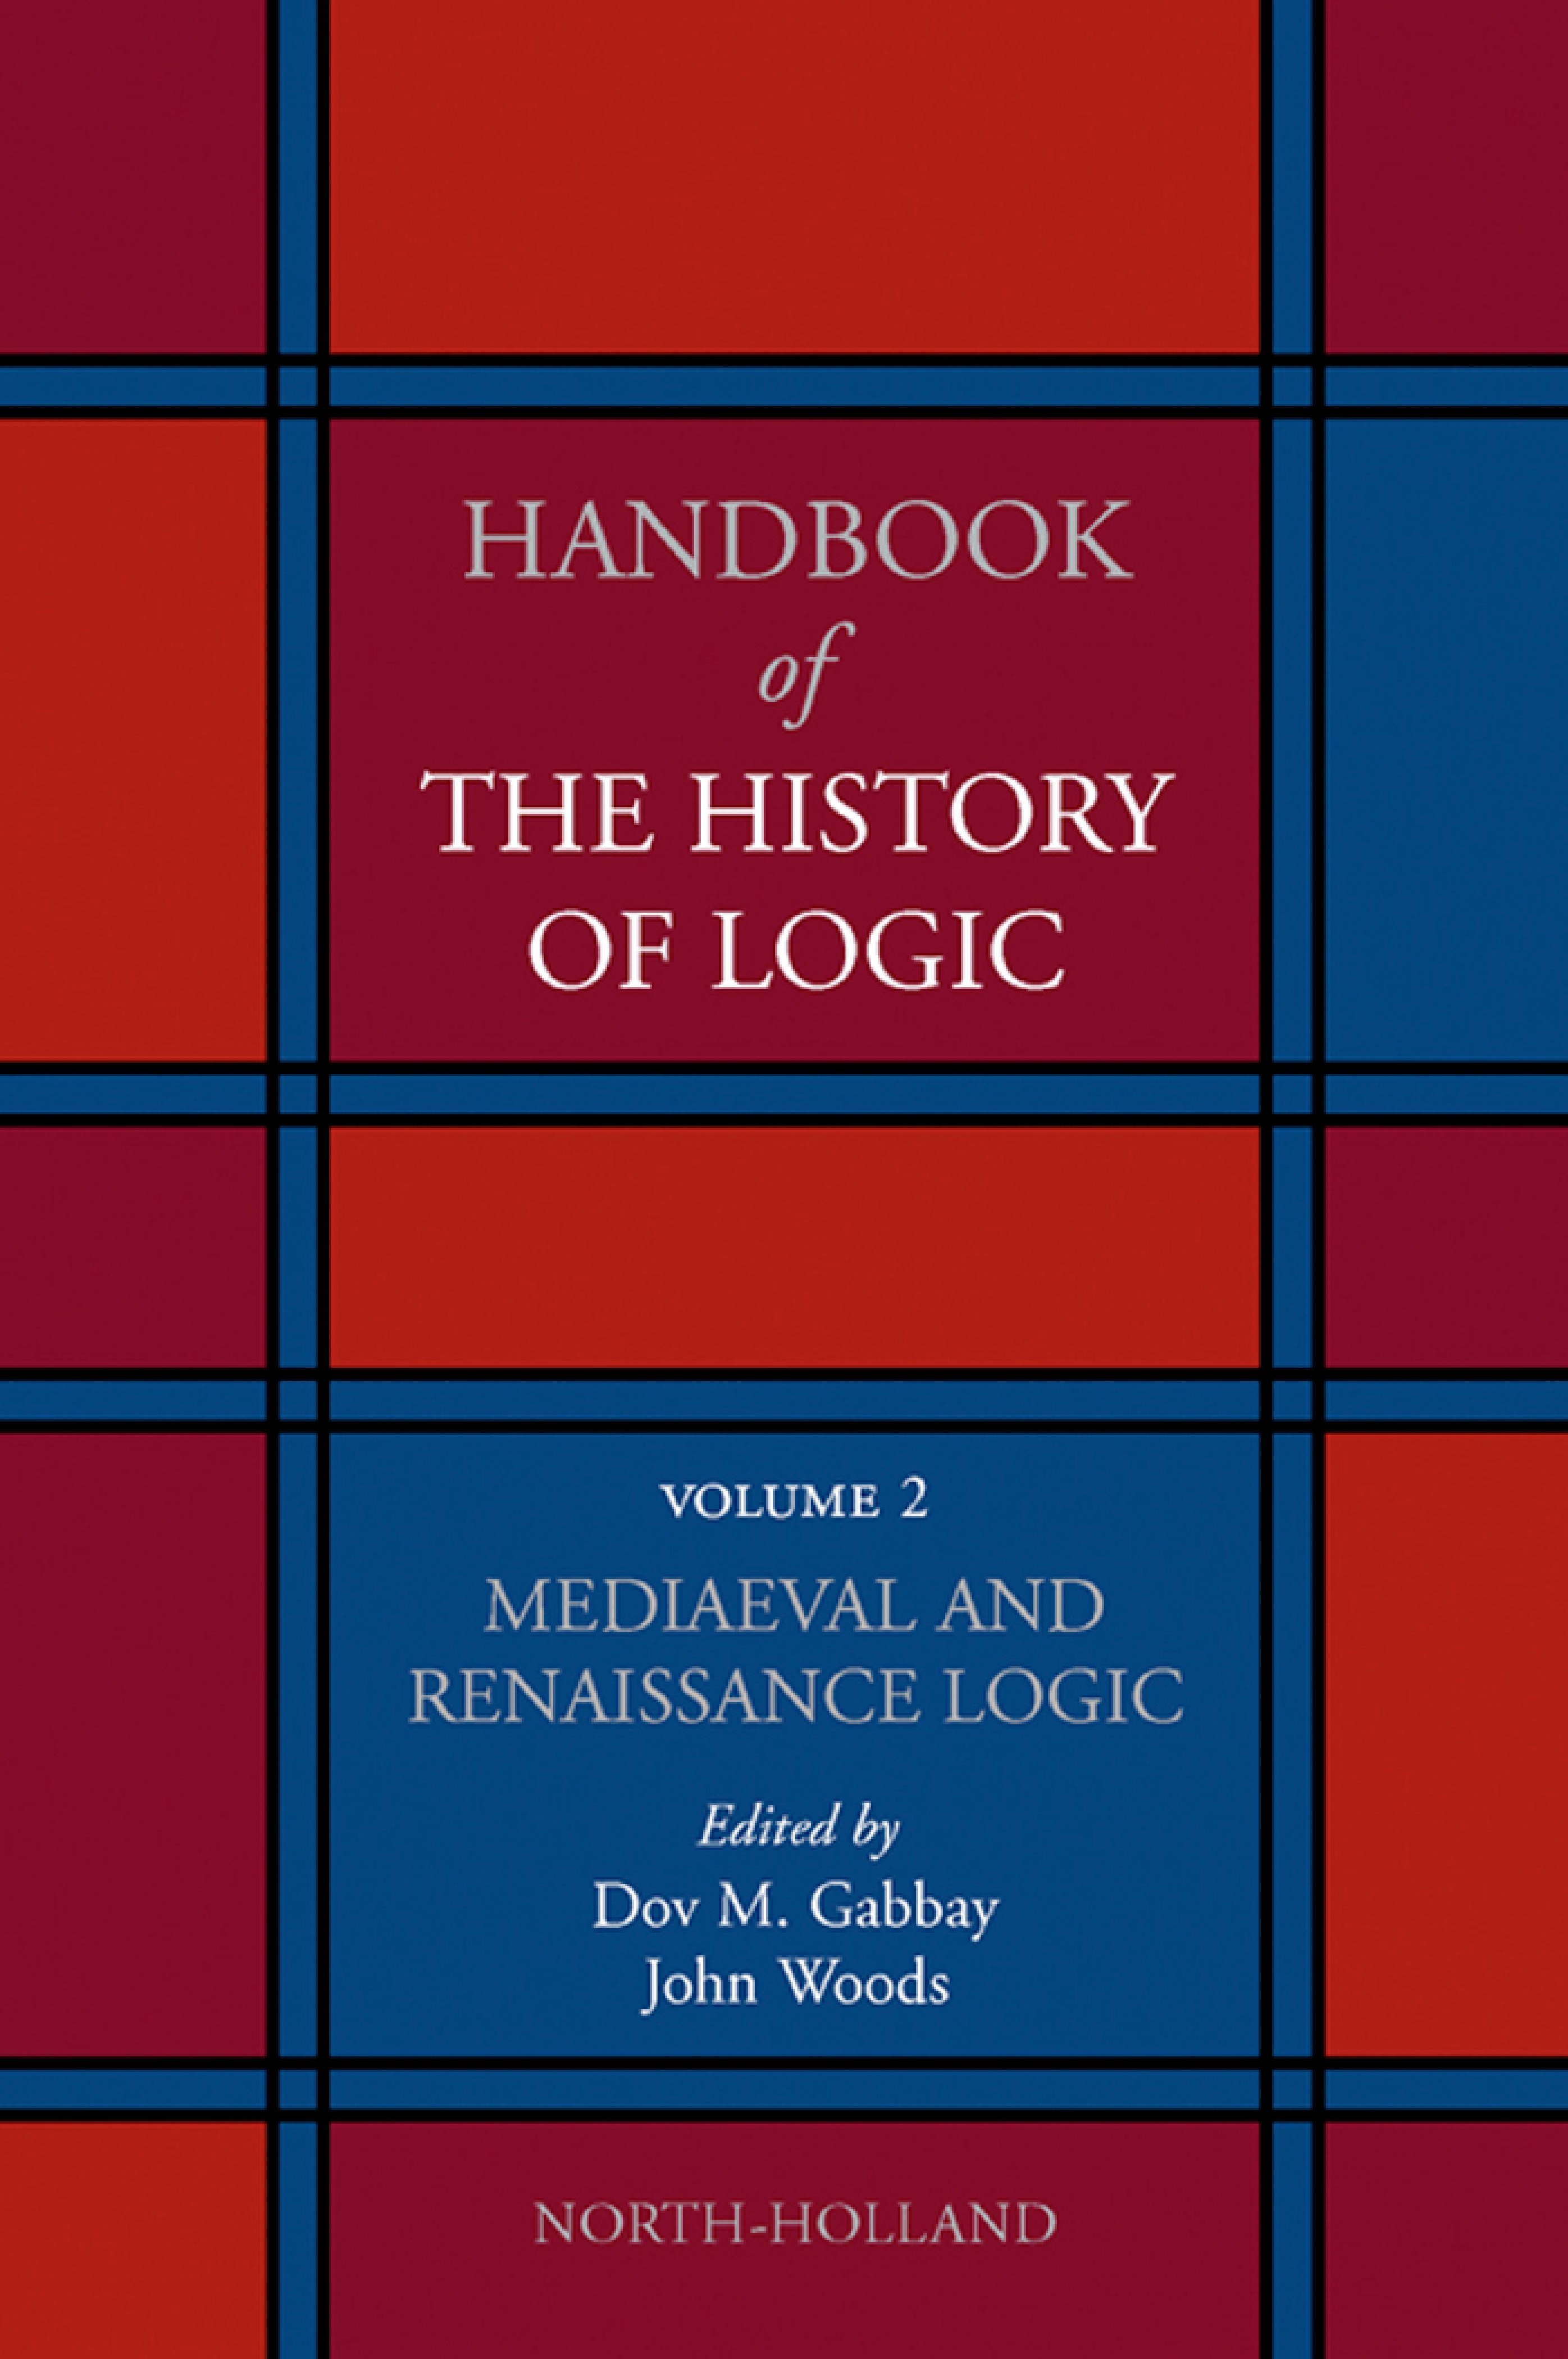 HANDBOOK
of
THE HISTORY
OF LOGIC
VOLUME 2
MEDIAEVAL AND
RENAISSANCE LOGIC
Edited by
Dov M. Gabbay
John Woods
NORTH-HOLLAND